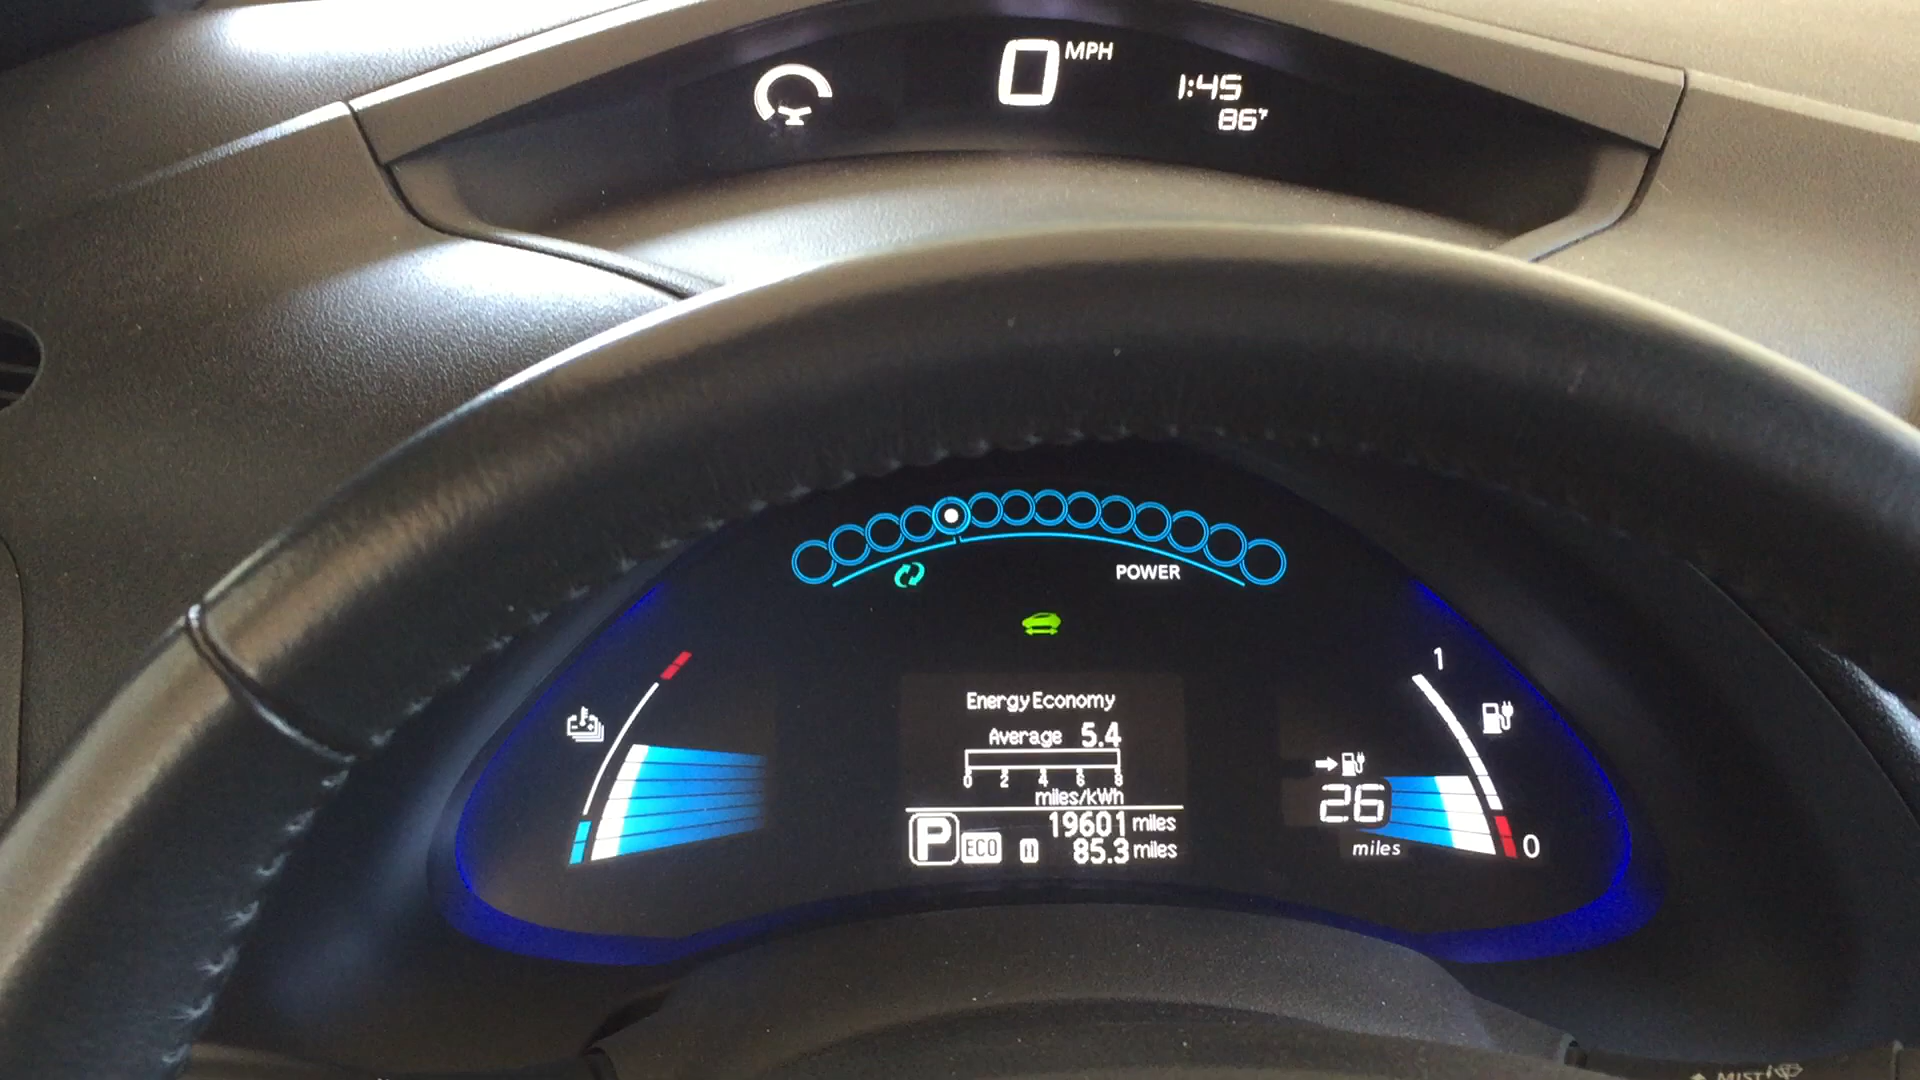 0 MPH
1:45
86°F
POWER
Energy Economy
Average 5.4
0 2 4 6 8
miles/kWh
P ECO
19601 miles
85.3 miles
1
26
miles
0
MIST